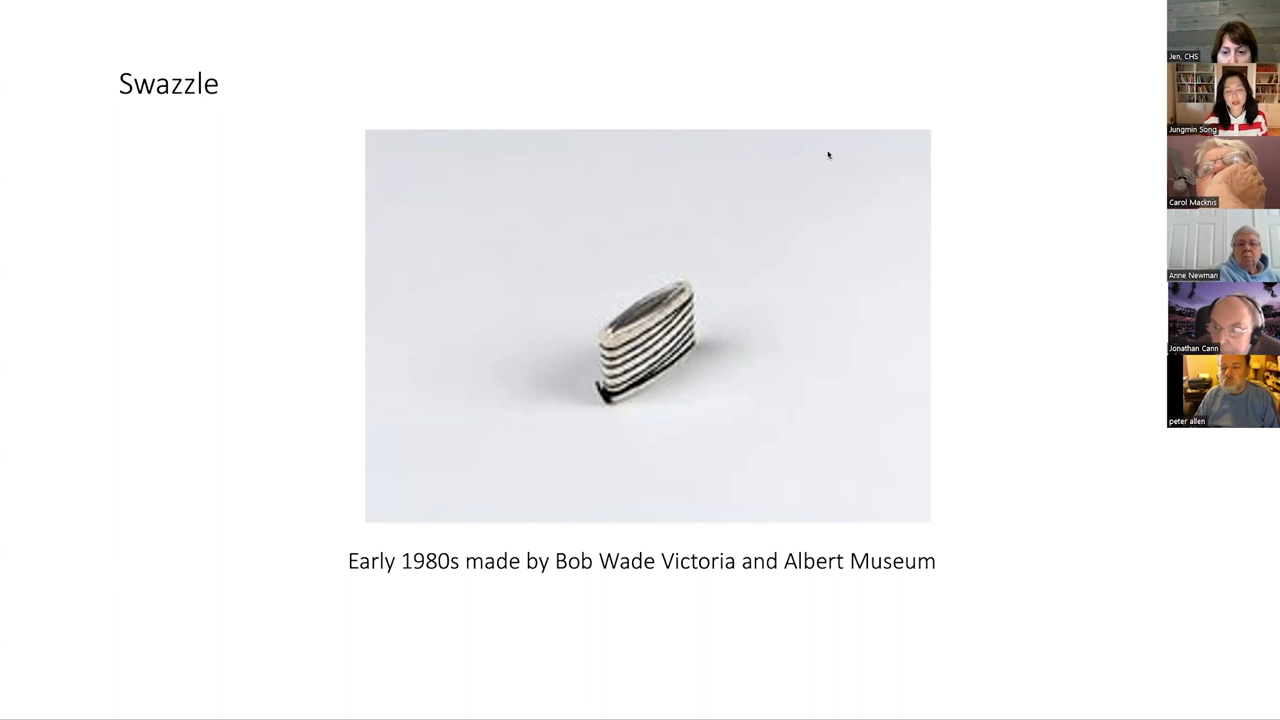 Swazzle
Early 1980s made by Bob Wade Victoria and Albert Museum
Jen, CHS
Jungmin Song
Carol Macknis
Anne Newman
Jonathan Cann
peter allen